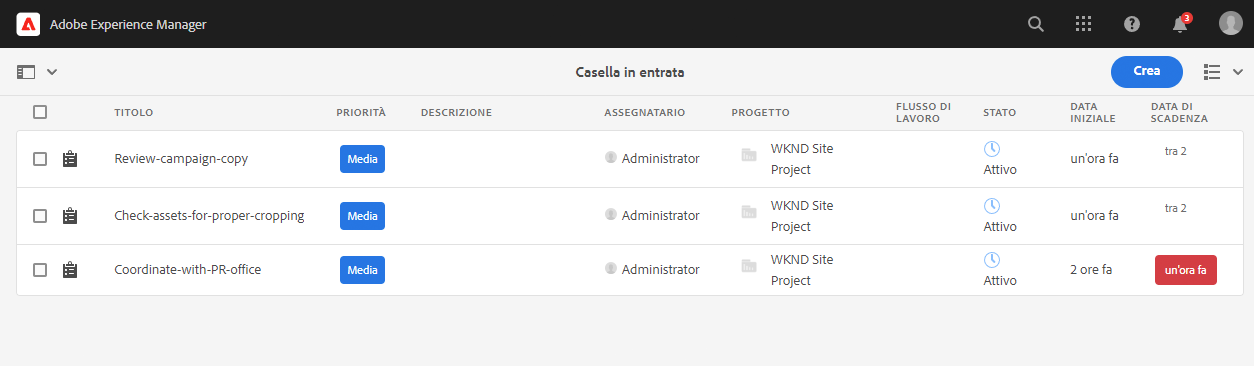 Adobe Experience Manager
3
Casella in entrata
Crea
TITOLO
PRIORITÀ
DESCRIZIONE
ASSEGNATARIO
PROGETTO
FLUSSO DI
LAVORO
STATO
DATA
INIZIALE
DATA DI
SCADENZA
Review-campaign-copy
Media
Administrator
WKND Site
Project
Attivo
un'ora fa
tra 2
Check-assets-for-proper-cropping
Media
Administrator
WKND Site
Project
Attivo
un'ora fa
tra 2
Coordinate-with-PR-office
Media
Administrator
WKND Site
Project
Attivo
2 ore fa
un'ora fa